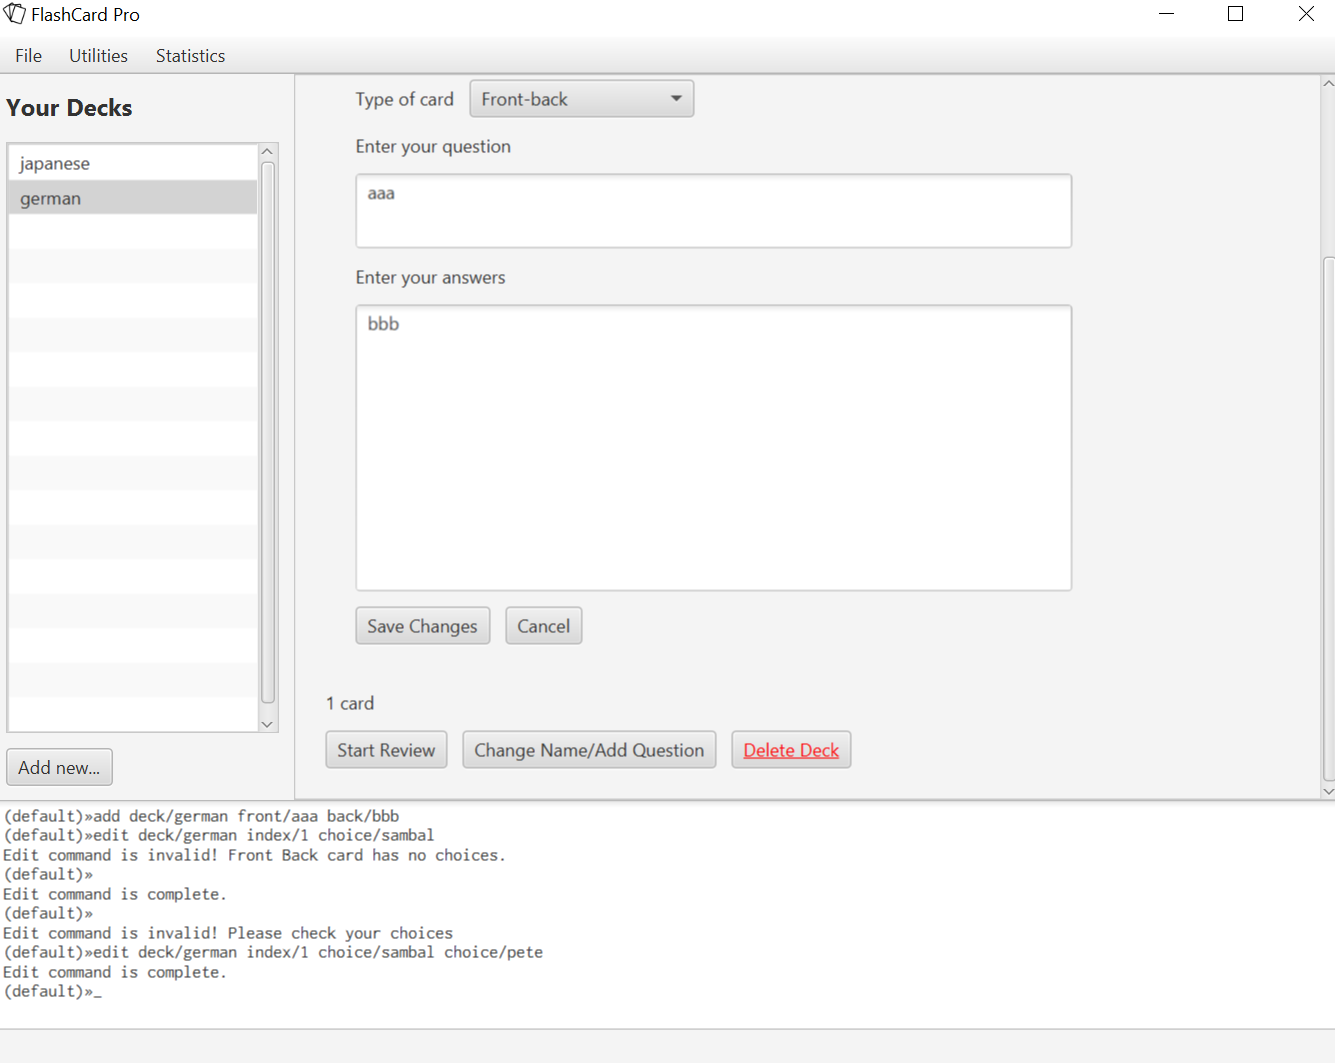 FlashCard Pro
File Utilities Statistics
Your Decks
japanese
german
Add new...
Type of card Front-back
Enter your question
aaa
Enter your answers
bbb
Save Changes Cancel
1 card
Start Review Change Name/Add Question Delete Deck
(default)»add deck/german front/aaa back/bbb
(default)»edit deck/german index/1 choice/sambal
Edit command is invalid! Front Back card has no choices.
(default)»
Edit command is complete.
(default)»
Edit command is invalid! Please check your choices
(default)»edit deck/german index/1 choice/sambal choice/pete
Edit command is complete.
(default)»_